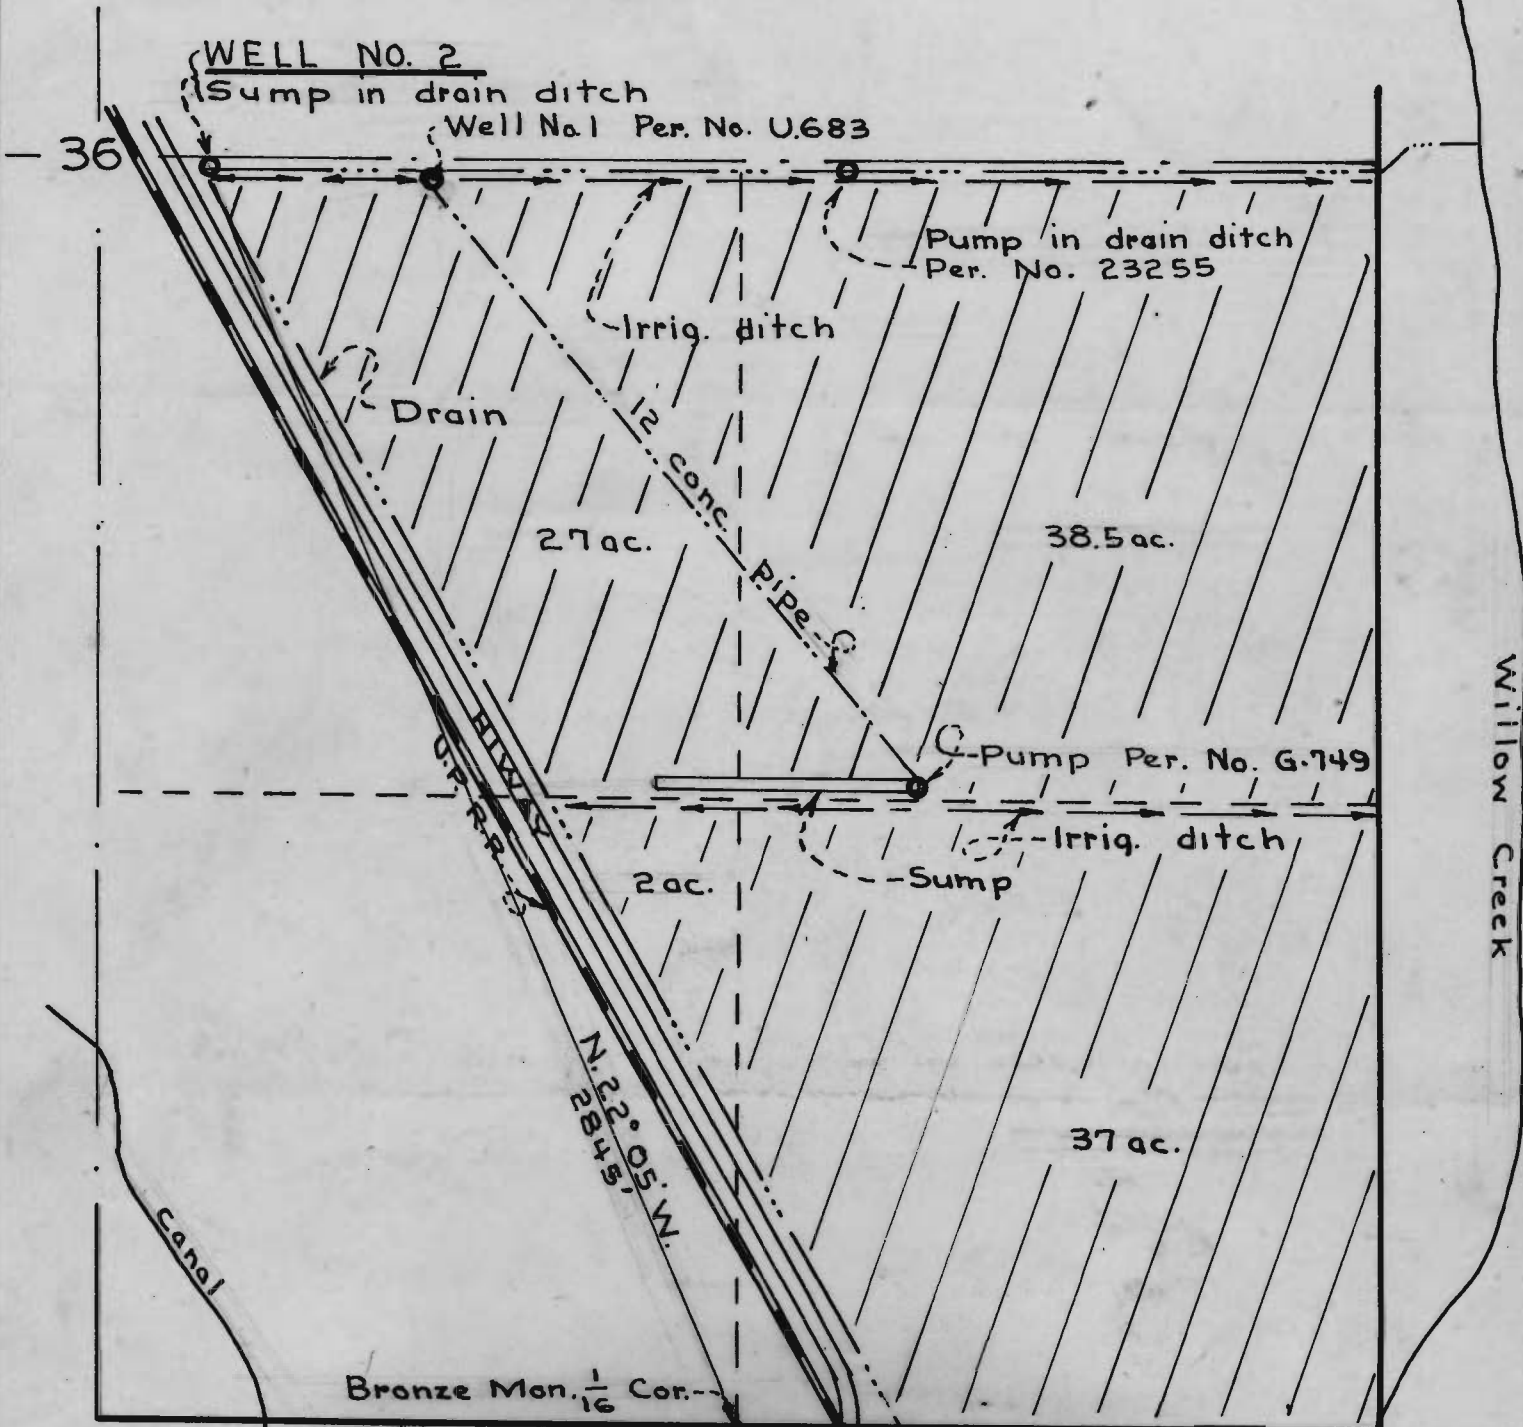 WELL NO. 2
Sump in drain ditch
Well No.1 Per. No. U.683
36
Pump in drain ditch
Per. No. 23255
Irrig. ditch
Drain
12 conc. pipe
27 ac.
38.5 ac.
Willow Creek
HIWAY
U.P.R.R.
Pump Per. No. G-749
Irrig. ditch
Sump
2 ac.
N. 22° 05' W.
2845'
37 ac.
Canal
Bronze Mon. 1/16 Cor.